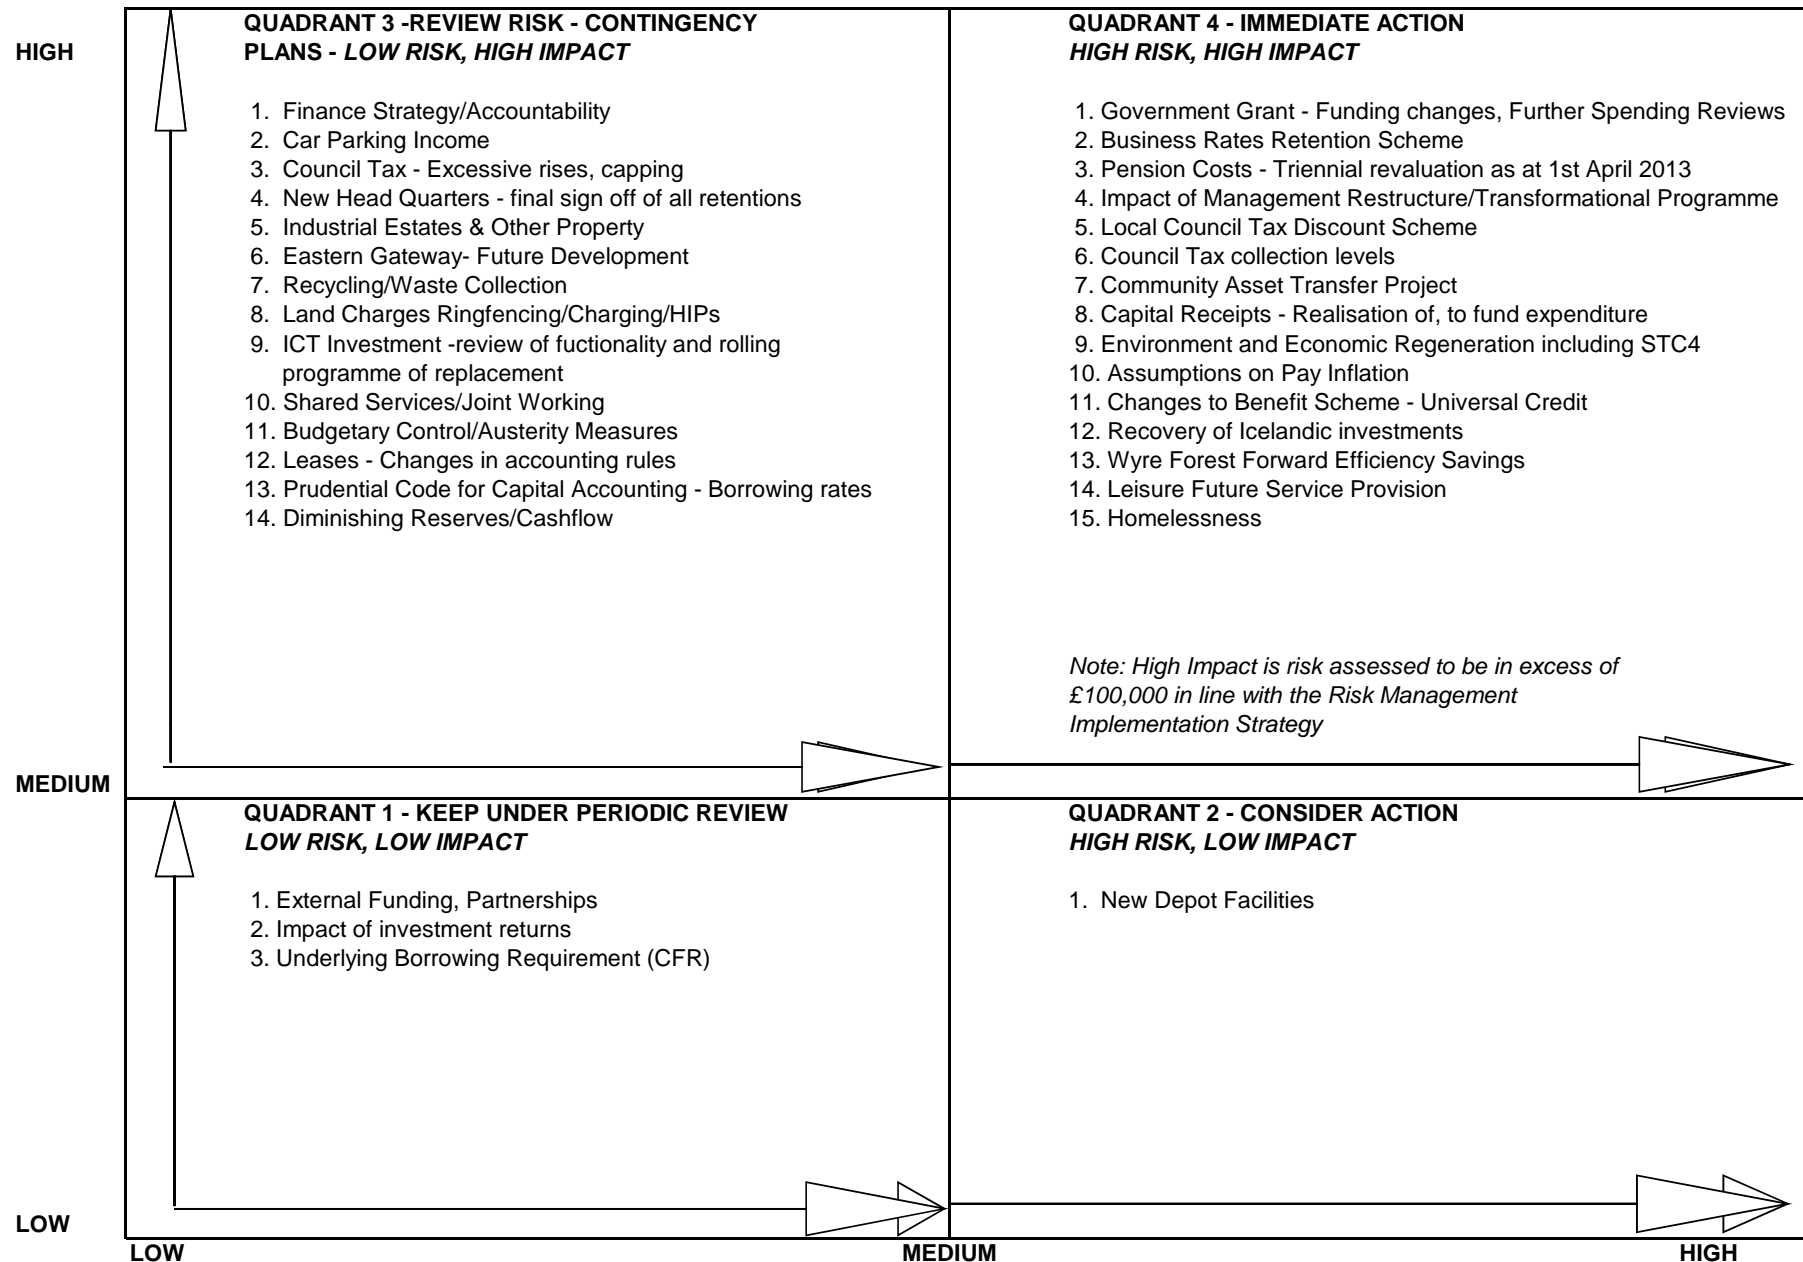 HIGH
QUADRANT 3 -REVIEW RISK - CONTINGENCY
PLANS - LOW RISK, HIGH IMPACT
1. Finance Strategy/Accountability
2. Car Parking Income
3. Council Tax - Excessive rises, capping
4. New Head Quarters - final sign off of all retentions
5. Industrial Estates & Other Property
6. Eastern Gateway- Future Development
7. Recycling/Waste Collection
8. Land Charges Ringfencing/Charging/HIPs
9. ICT Investment -review of fuctionality and rolling
programme of replacement
10. Shared Services/Joint Working
11. Budgetary Control/Austerity Measures
12. Leases - Changes in accounting rules
13. Prudential Code for Capital Accounting - Borrowing rates
14. Diminishing Reserves/Cashflow
QUADRANT 4 - IMMEDIATE ACTION
HIGH RISK, HIGH IMPACT
1. Government Grant - Funding changes, Further Spending Reviews
2. Business Rates Retention Scheme
3. Pension Costs - Triennial revaluation as at 1st April 2013
4. Impact of Management Restructure/Transformational Programme
5. Local Council Tax Discount Scheme
6. Council Tax collection levels
7. Community Asset Transfer Project
8. Capital Receipts - Realisation of, to fund expenditure
9. Environment and Economic Regeneration including STC4
10. Assumptions on Pay Inflation
11. Changes to Benefit Scheme - Universal Credit
12. Recovery of Icelandic investments
13. Wyre Forest Forward Efficiency Savings
14. Leisure Future Service Provision
15. Homelessness
Note: High Impact is risk assessed to be in excess of
£100,000 in line with the Risk Management
Implementation Strategy
MEDIUM
QUADRANT 1 - KEEP UNDER PERIODIC REVIEW
LOW RISK, LOW IMPACT
1. External Funding, Partnerships
2. Impact of investment returns
3. Underlying Borrowing Requirement (CFR)
QUADRANT 2 - CONSIDER ACTION
HIGH RISK, LOW IMPACT
1. New Depot Facilities
LOW
LOW
MEDIUM
HIGH